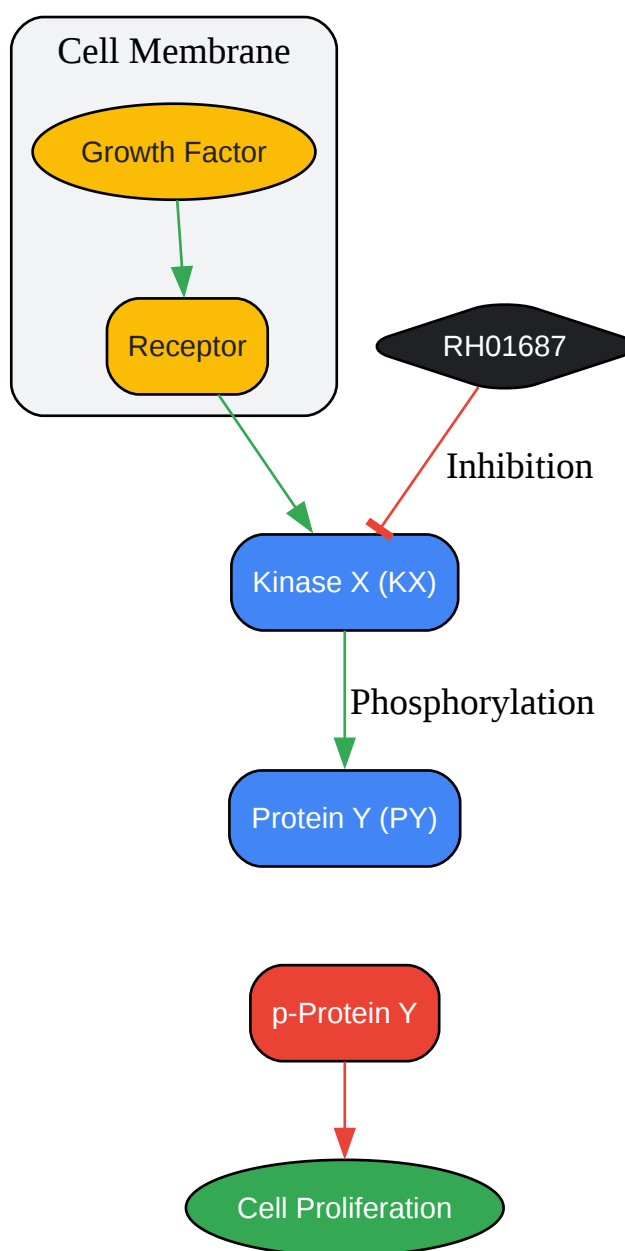 Cell Membrane
Growth Factor
Receptor
RH01687
Inhibition
Kinase X (KX)
Phosphorylation
Protein Y (PY)
p-Protein Y
Cell Proliferation